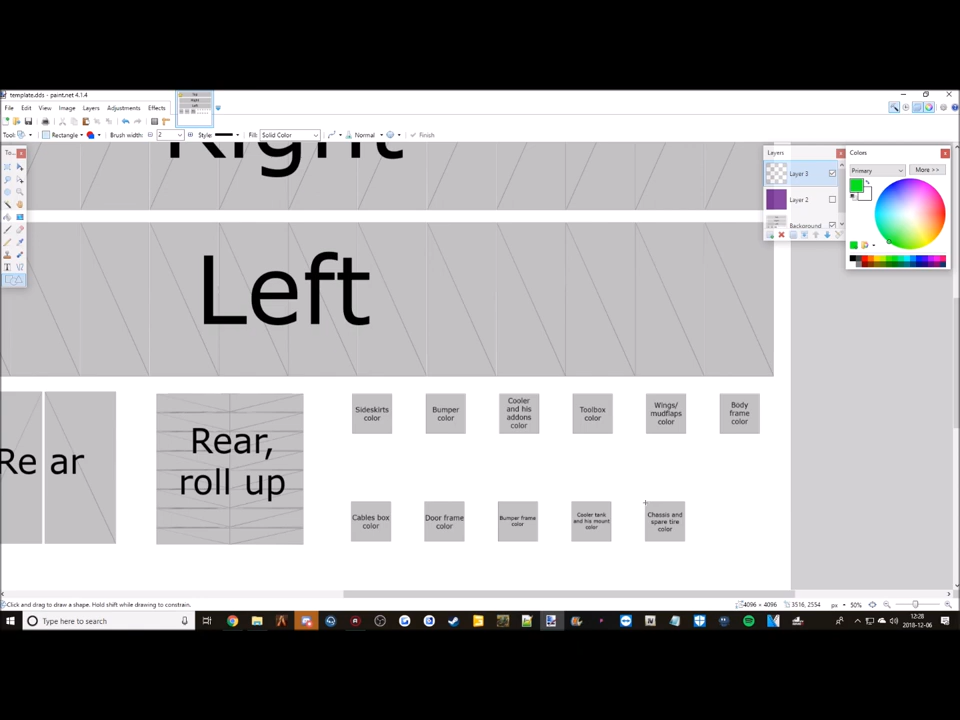 template.dds - paint.net 4.1.4
File Edit View Image Layers Adjustments Effects
Tool: Rectangle Brush width: 2 Style: Fill: Solid Color Normal Finish
To...
Layers
Layer 3
Layer 2
Background
Colors
Primary
More >>
Right
Left
Re ar
Rear,
roll up
Sideskirts
color
Bumper
color
Cooler
and his
addons
color
Toolbox
color
Wings/
mudflaps
color
Body
frame
color
Cables box
color
Door frame
color
Bumper frame
color
Cooler tank
and his mount
color
Chassis and
spare tire
color
Click and drag to draw a shape. Hold shift while drawing to constrain.
4096 × 4096 3516, 2554 px 50%
Type here to search
12:28
2018-12-06